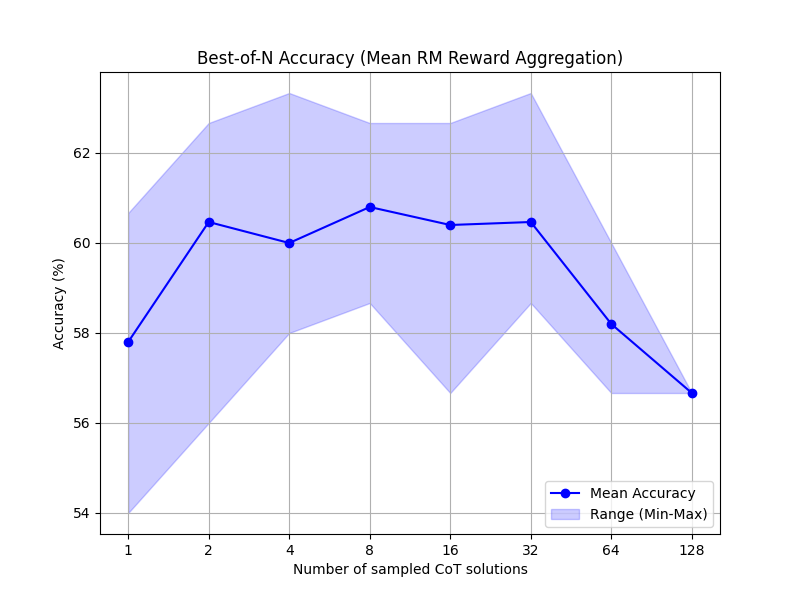 Best-of-N Accuracy (Mean RM Reward Aggregation)
Accuracy (%)
62
60
58
56
54
Mean Accuracy
Range (Min-Max)
1 2 4 8 16 32 64 128
Number of sampled CoT solutions